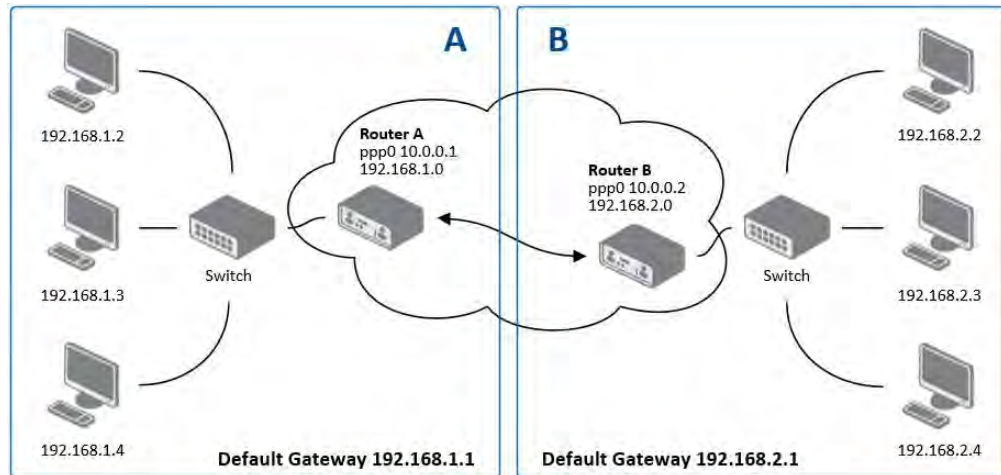 A
B
192.168.1.2
Router A
ppp0 10.0.0.1
192.168.1.0
Router B
ppp0 10.0.0.2
192.168.2.0
192.168.2.2
192.168.1.3
Switch
Switch
192.168.2.3
192.168.1.4
Default Gateway 192.168.1.1
Default Gateway 192.168.2.1
192.168.2.4